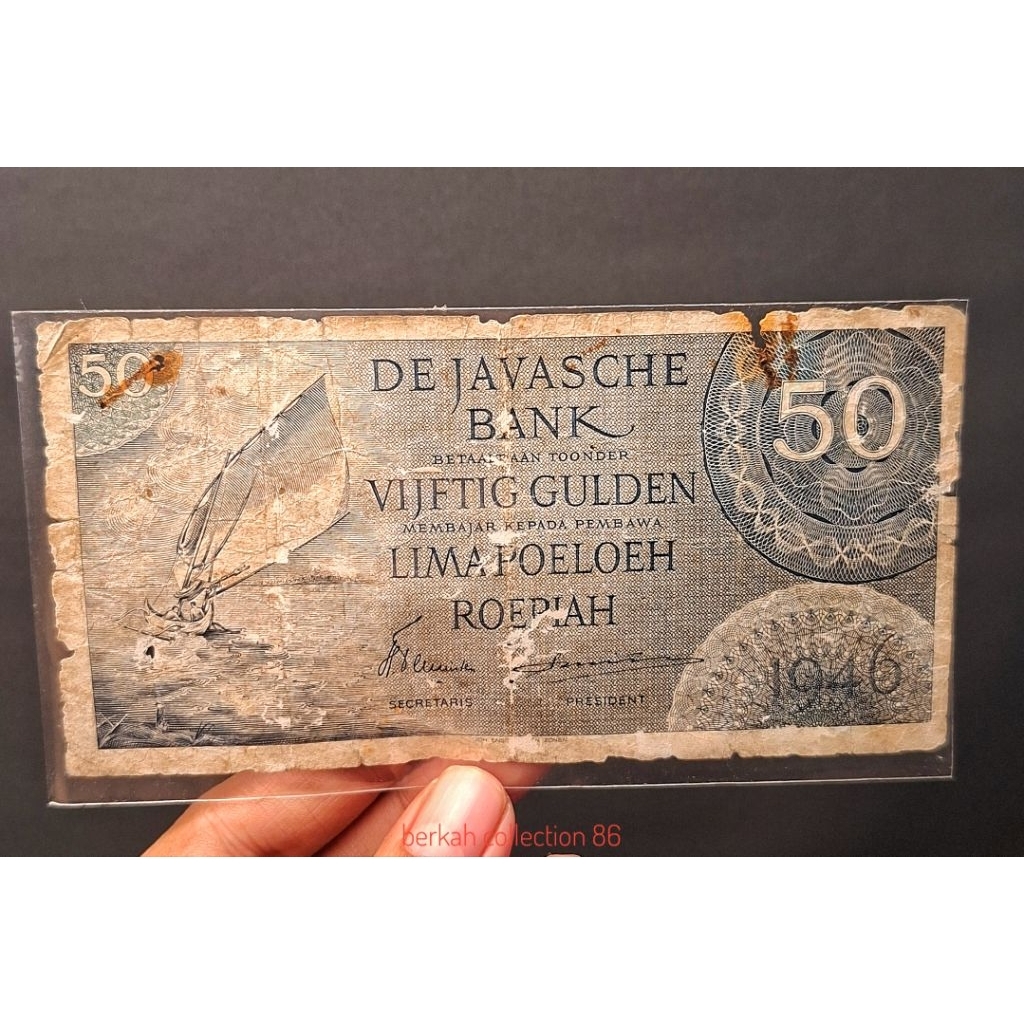 50
DE JAVASCHE
BANK
BETAALT AAN TOONDER
VIJFTIG GULDEN
MEMBAJAR KEPADA PEMBAWA
LIMA POELOEH
ROEPIAH
SECRETARIS
PRESIDENT
50
1946
berkah collection 86